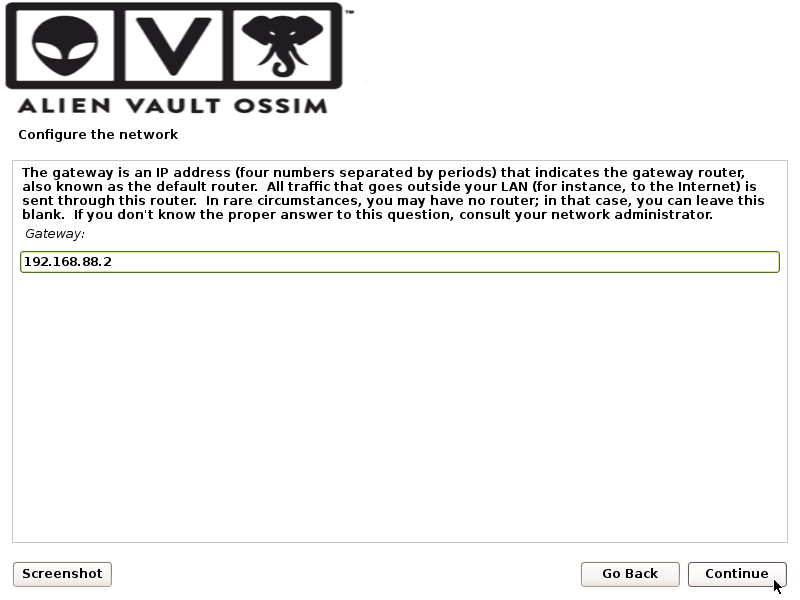 ™
ALIEN VAULT OSSIM
Configure the network
The gateway is an IP address (four numbers separated by periods) that indicates the gateway router,
also known as the default router.  All traffic that goes outside your LAN (for instance, to the Internet) is
sent through this router.  In rare circumstances, you may have no router; in that case, you can leave this
blank.  If you don't know the proper answer to this question, consult your network administrator.
Gateway:
192.168.88.2
Screenshot
Go Back
Continue